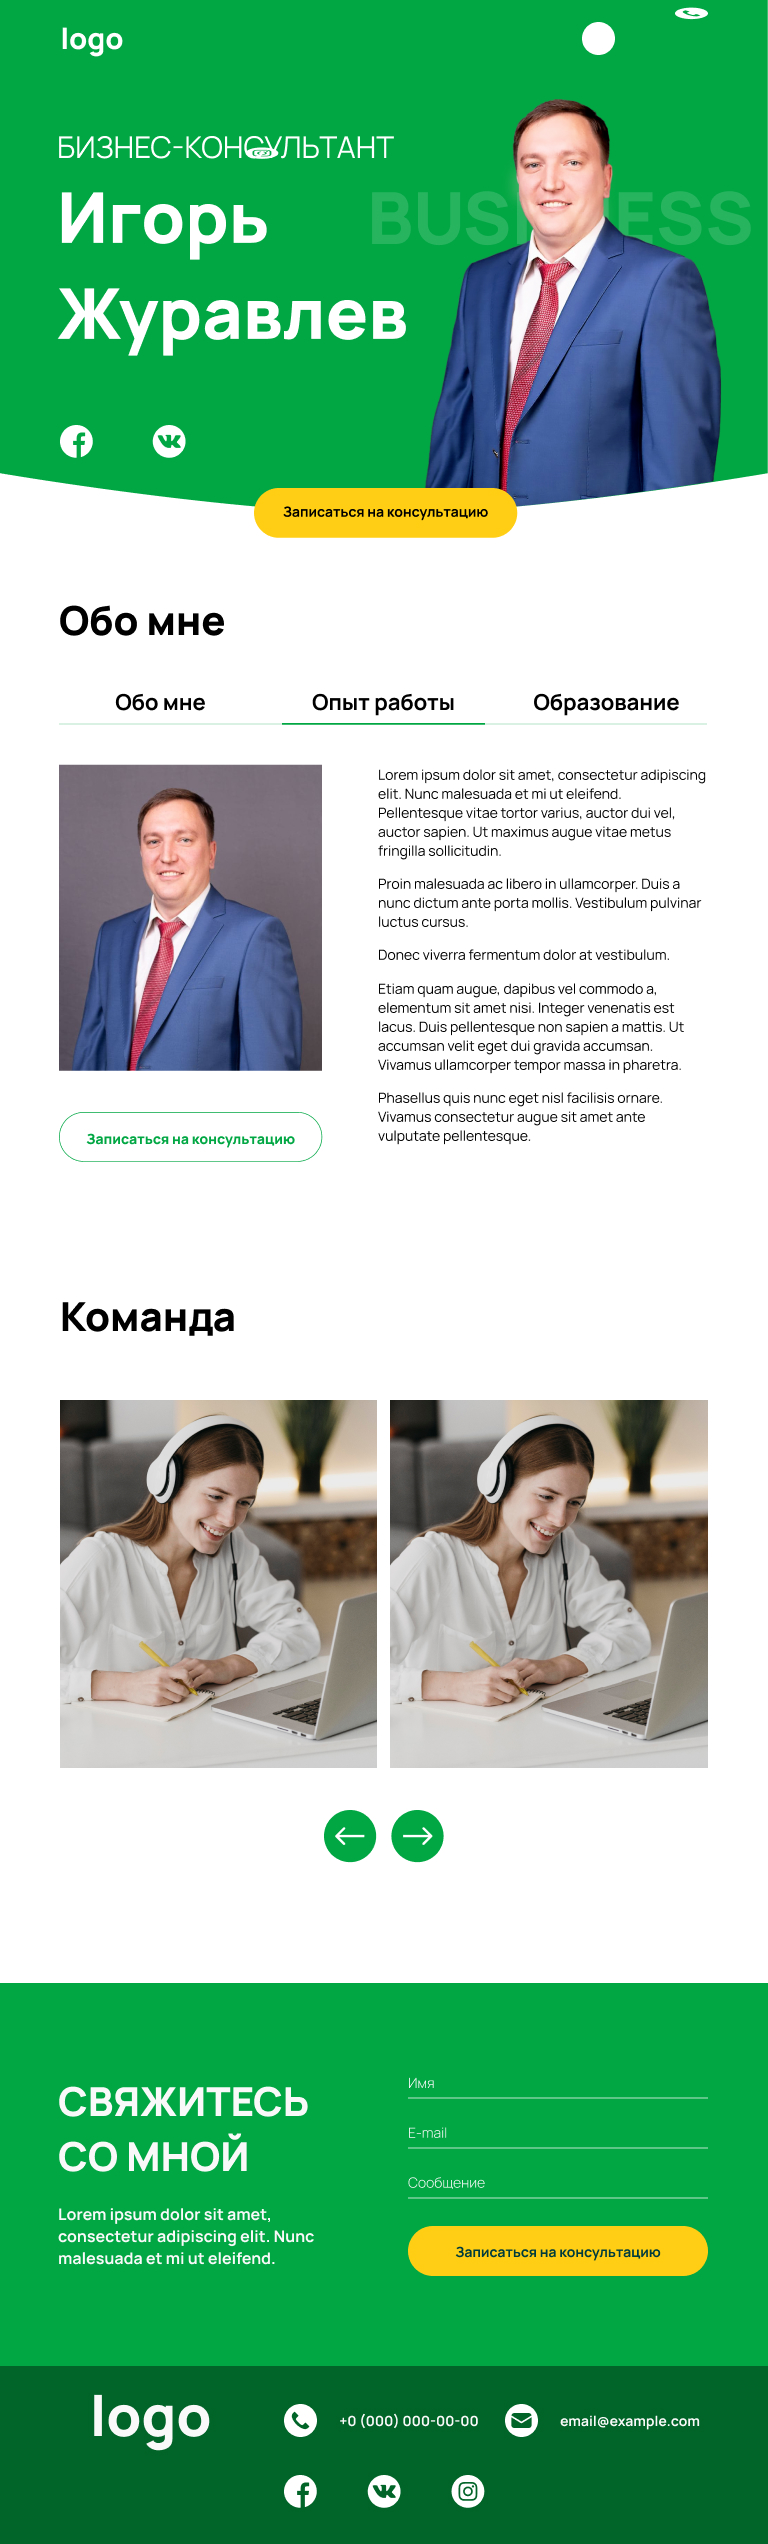 logo
БИЗНЕС-КОНСУЛЬТАНТ
BUSINESS
Игорь
Журавлев
Записаться на консультацию
Обо мне
Обо мне
Опыт работы
Образование
Lorem ipsum dolor sit amet, consectetur adipiscing
elit. Nunc malesuada et mi ut eleifend.
Pellentesque vitae tortor varius, auctor dui vel,
auctor sapien. Ut maximus augue vitae metus
fringilla sollicitudin.
Proin malesuada ac libero in ullamcorper. Duis a
nunc dictum ante porta mollis. Vestibulum pulvinar
luctus cursus.
Donec viverra fermentum dolor at vestibulum.
Etiam quam augue, dapibus vel commodo a,
elementum sit amet nisi. Integer venenatis est
lacus. Duis pellentesque non sapien a mattis. Ut
accumsan velit eget dui gravida accumsan.
Vivamus ullamcorper tempor massa in pharetra.
Phasellus quis nunc eget nisl facilisis ornare.
Vivamus consectetur augue sit amet ante
vulputate pellentesque.
Записаться на консультацию
Команда
СВЯЖИТЕСЬ
СО МНОЙ
Lorem ipsum dolor sit amet,
consectetur adipiscing elit. Nunc
malesuada et mi ut eleifend.
Имя
E-mail
Сообщение
Записаться на консультацию
logo
+0 (000) 000-00-00
email@example.com